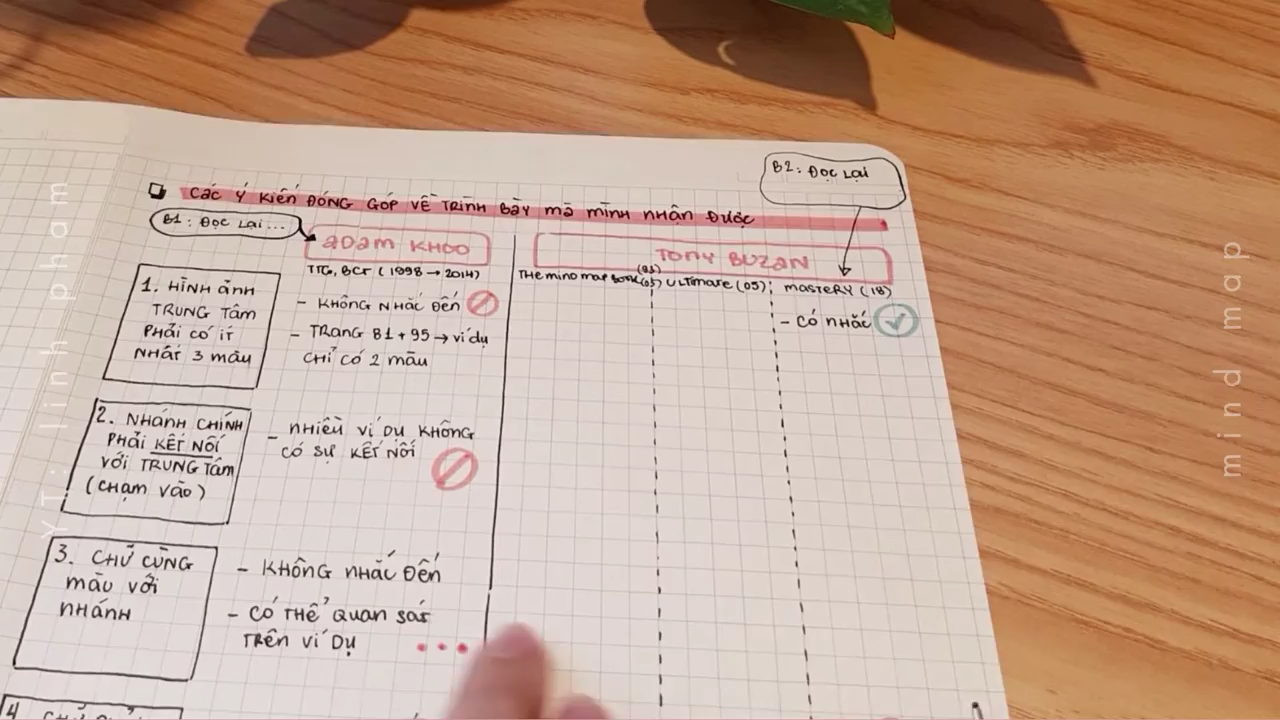 B2: ĐỌC LẠI
CÁC Ý KIẾN ĐÓNG GÓP VỀ TRÌNH BÀY MÀ MÌNH NHẬN ĐƯỢC
B1: ĐỌC LẠI...
ADAM KHOO
TONY BUZAN
TTG, BCT (1998 → 2014)
THE MIND MAP BOOK
ULTIMATE (05)
MASTERY (18)
1. HÌNH ẢNH
TRUNG TÂM
PHẢI CÓ ÍT
NHẤT 3 MÀU
- KHÔNG NHẮC ĐẾN
- TRANG 81 + 95 → VÍ DỤ
CHỈ CÓ 2 MÀU
- CÓ NHẮC
2. NHÁNH CHÍNH
PHẢI KẾT NỐI
VỚI TRUNG TÂM
(CHẠM VÀO)
- NHIỀU VÍ DỤ KHÔNG
CÓ SỰ KẾT NỐI
3. CHỮ CÙNG
MÀU VỚI
NHÁNH
- KHÔNG NHẮC ĐẾN
- CÓ THỂ QUAN SÁT
TRÊN VÍ DỤ
4
YT: linh pham
mind map